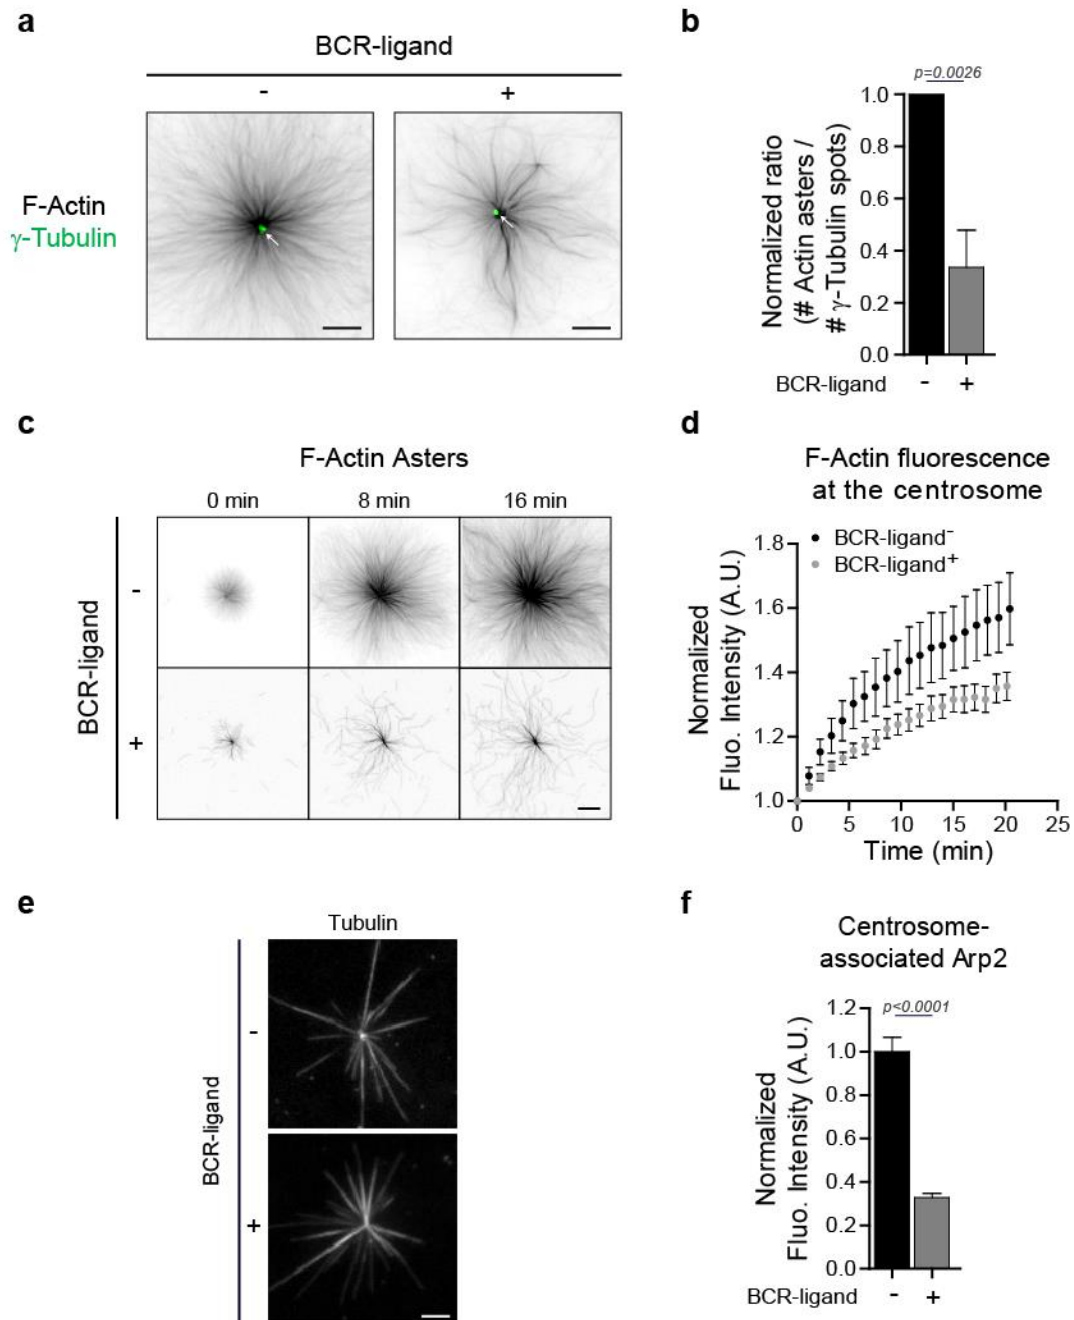 a
BCR-ligand
-
+
F-Actin
γ-Tubulin
b
p=0.0026
Normalized ratio
(# Actin asters /
# γ-Tubulin spots)
1.0
0.8
0.6
0.4
0.2
0.0
BCR-ligand - +
c
F-Actin Asters
0 min 8 min 16 min
BCR-ligand
-
+
d
F-Actin fluorescence
at the centrosome
BCR-ligand⁻
BCR-ligand⁺
Normalized
Fluo. Intensity (A.U.)
1.8
1.6
1.4
1.2
1.0
0 5 10 15 20 25
Time (min)
e
Tubulin
BCR-ligand
-
+
f
Centrosome-
associated Arp2
p<0.0001
Normalized
Fluo. Intensity (A.U.)
1.2
1.0
0.8
0.6
0.4
0.2
0.0
BCR-ligand - +